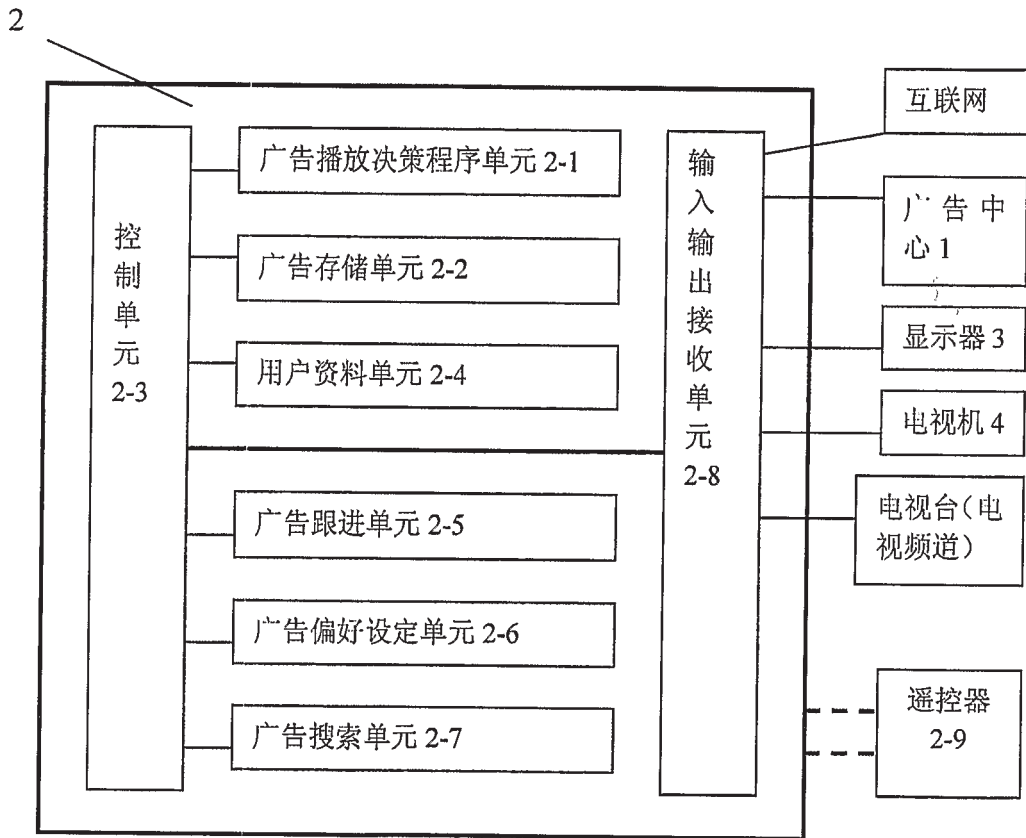 2
控
制
单
元
2-3
广告播放决策程序单元 2-1
广告存储单元 2-2
用户资料单元 2-4
广告跟进单元 2-5
广告偏好设定单元 2-6
广告搜索单元 2-7
输
入
输
出
接
收
单
元
2-8
互联网
广告中
心 1
显示器 3
电视机 4
电视台（电
视频道）
遥控器
2-9